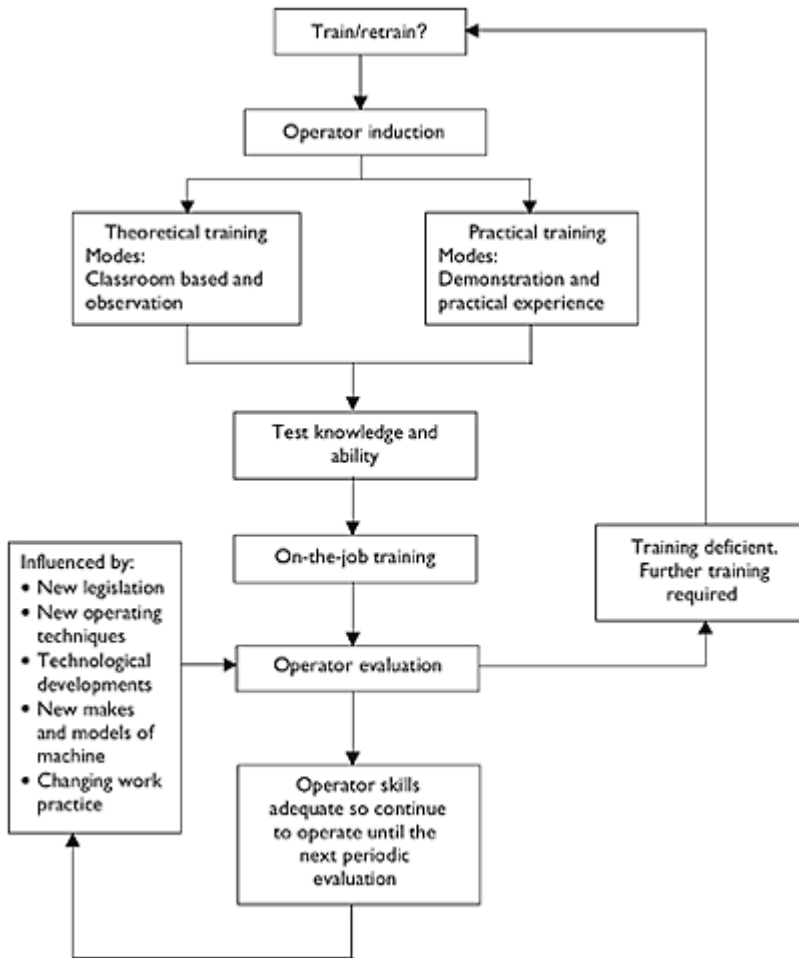 Train/retrain?
Operator induction
Theoretical training
Modes:
Classroom based and
observation
Practical training
Modes:
Demonstration and
practical experience
Test knowledge and
ability
On-the-job training
Training deficient.
Further training
required
Influenced by:
• New legislation
• New operating
techniques
• Technological
developments
• New makes
and models of
machine
• Changing work
practice
Operator evaluation
Operator skills
adequate so continue
to operate until the
next periodic
evaluation